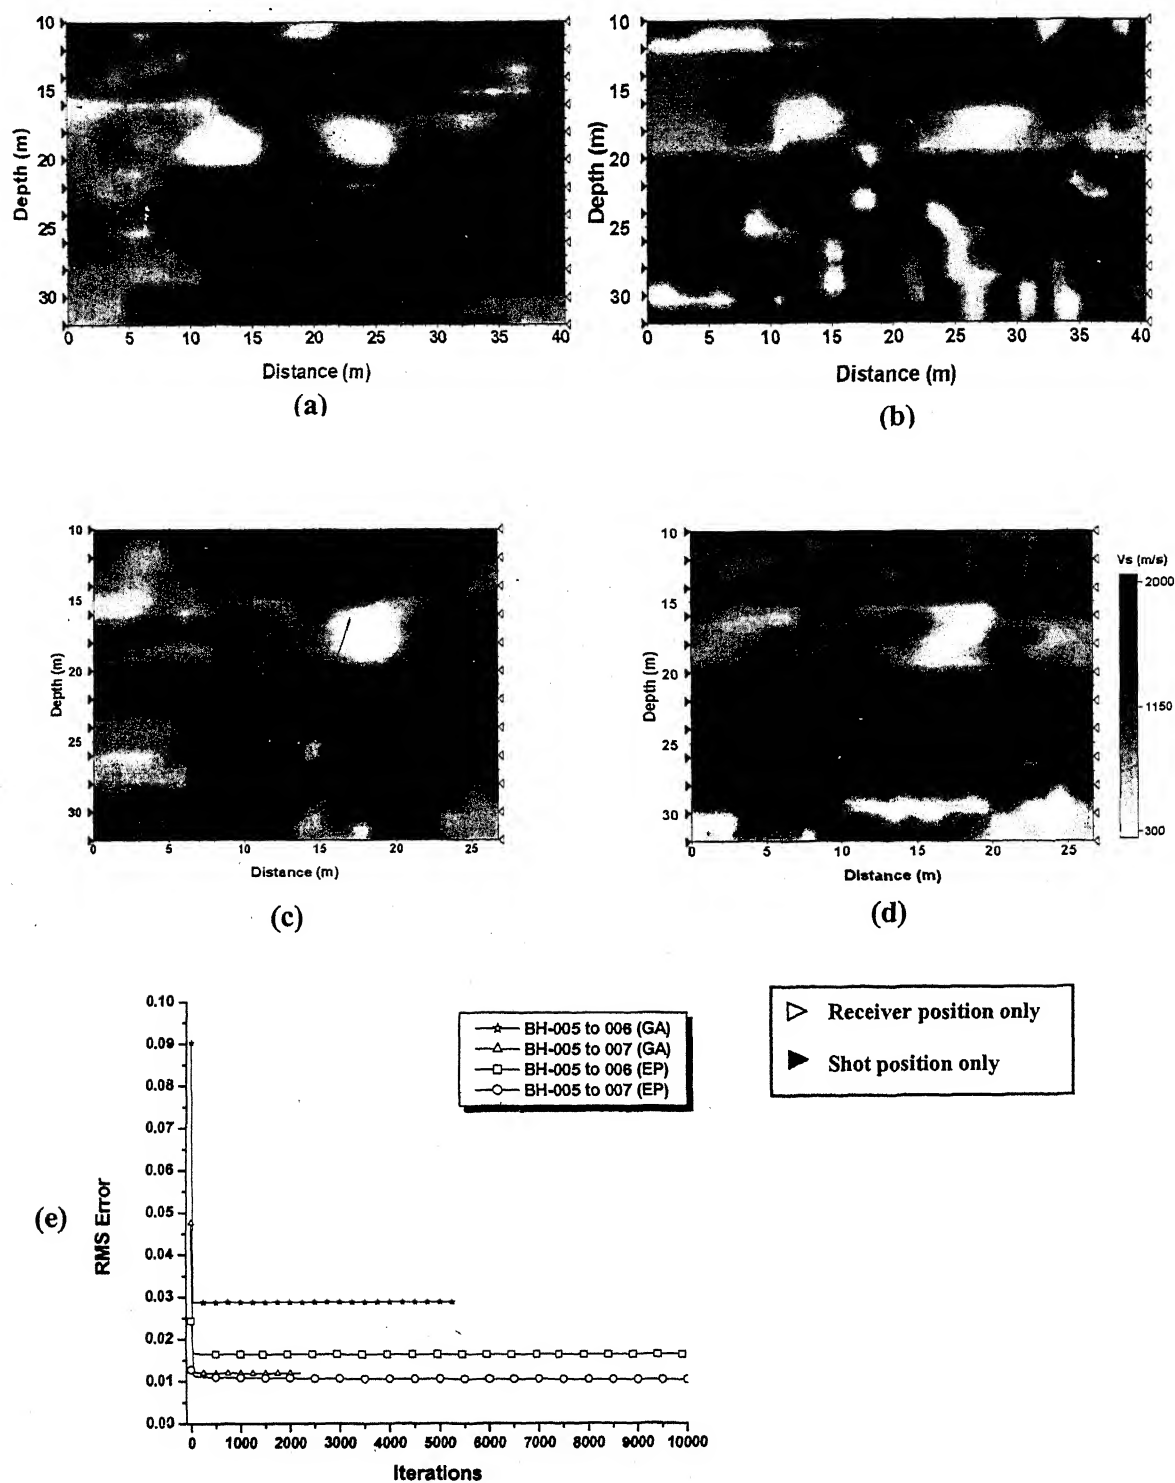 10
15
20
25
30
Depth (m)
0 5 10 15 20 25 30 35 40
Distance (m)
(a)
10
15
20
25
30
Depth (m)
0 5 10 15 20 25 30 35 40
Distance (m)
(b)
10
15
20
25
30
Depth (m)
0 5 10 15 20 25
Distance (m)
(c)
10
15
20
25
30
Depth (m)
0 5 10 15 20 25
Distance (m)
(d)
Vs (m/s)
2000
1150
300
(e)
RMS Error
0.10
0.09
0.08
0.07
0.06
0.05
0.04
0.03
0.02
0.01
0.00
0 1000 2000 3000 4000 5000 6000 7000 8000 9000 10000
Iterations
BH-005 to 006 (GA)
BH-005 to 007 (GA)
BH-005 to 006 (EP)
BH-005 to 007 (EP)
Receiver position only
Shot position only